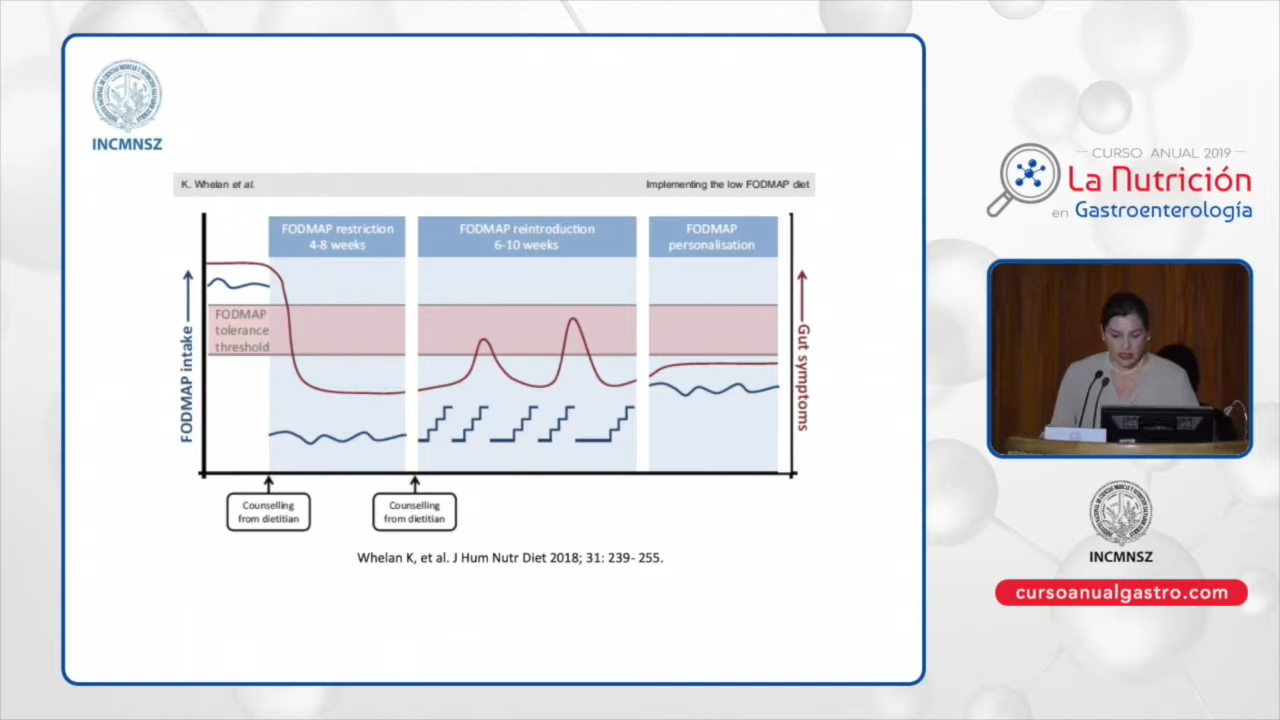 INCMNSZ
K. Whelan et al.
Implementing the low FODMAP diet
FODMAP restriction
4-8 weeks
FODMAP reintroduction
6-10 weeks
FODMAP
personalisation
FODMAP
tolerance
threshold
FODMAP intake
Gut symptoms
Counselling
from dietitian
Counselling
from dietitian
Whelan K, et al. J Hum Nutr Diet 2018; 31: 239- 255.
CURSO ANUAL 2019
La Nutrición
en Gastroenterología
INCMNSZ
cursoanualgastro.com